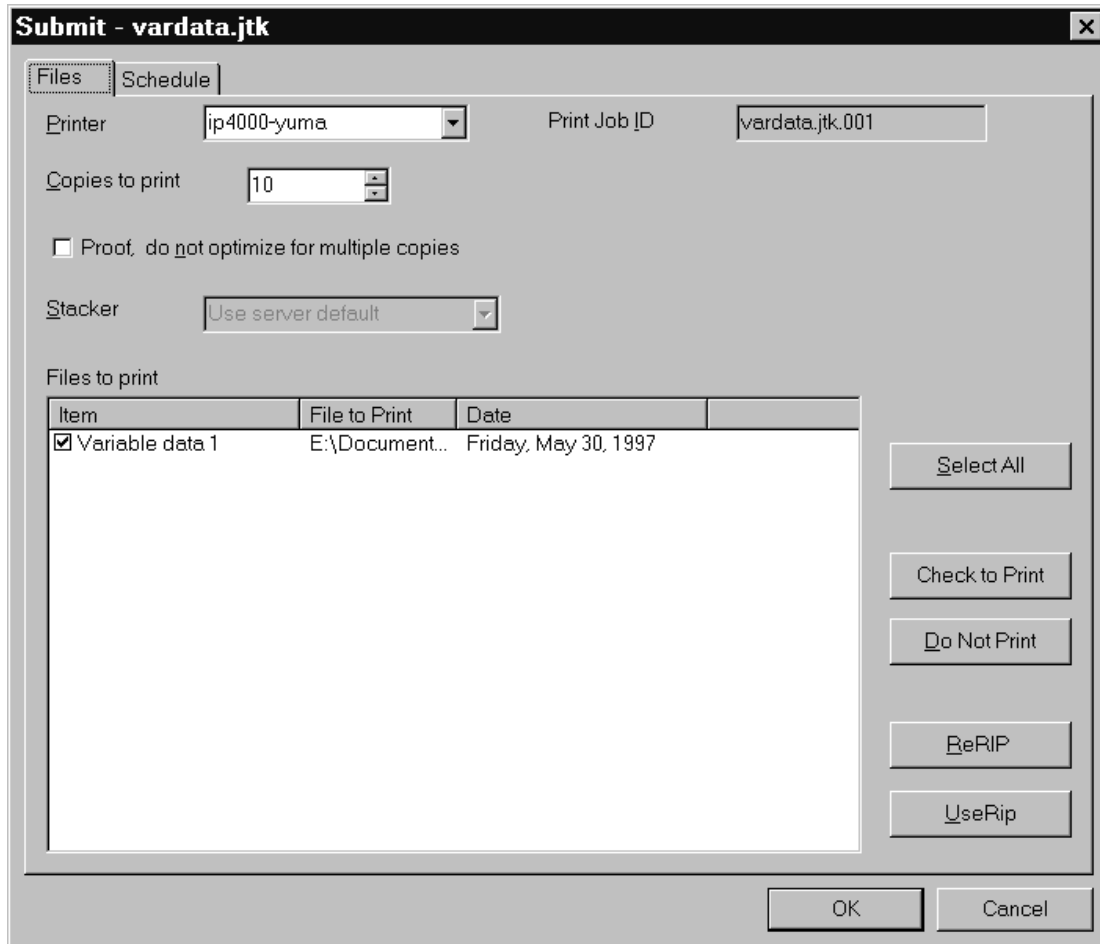 Submit - vardata.jtk
Files Schedule
Printer ip4000-yuma Print Job ID vardata.jtk.001
Copies to print 10
Proof, do not optimize for multiple copies
Stacker Use server default
Files to print
Item File to Print Date
Variable data 1 E:\Document... Friday, May 30, 1997
Select All
Check to Print
Do Not Print
ReRIP
UseRip
OK Cancel